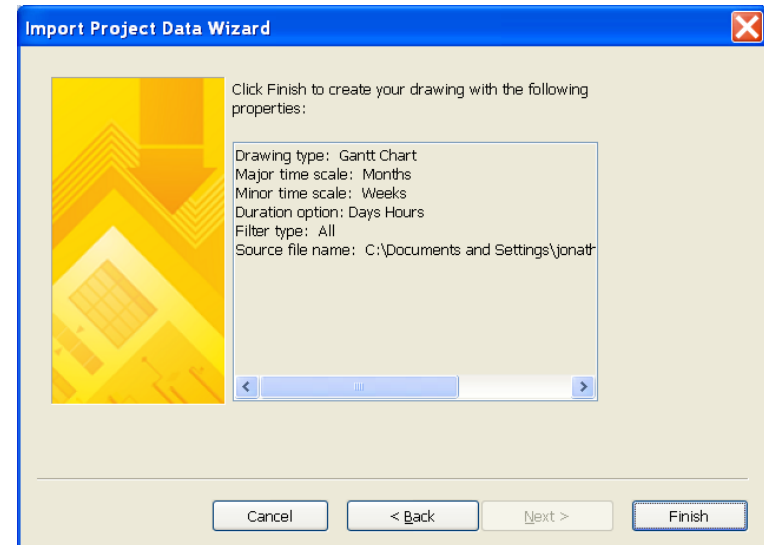 Import Project Data Wizard
Click Finish to create your drawing with the following
properties:
Drawing type: Gantt Chart
Major time scale: Months
Minor time scale: Weeks
Duration option: Days Hours
Filter type: All
Source file name: C:\Documents and Settings\jonath
Cancel < Back Next > Finish